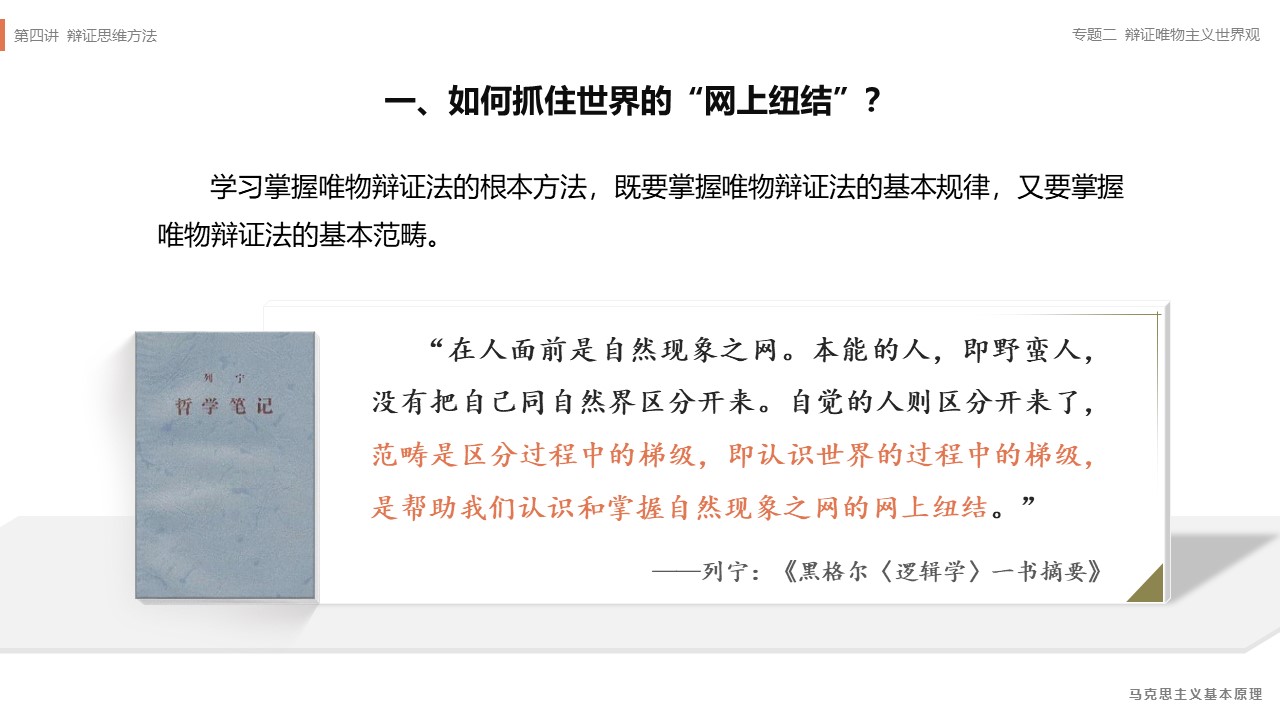 第四讲 辩证思维方法
专题二 辩证唯物主义世界观
一、如何抓住世界的“网上纽结”？
学习掌握唯物辩证法的根本方法，既要掌握唯物辩证法的基本规律，又要掌握
唯物辩证法的基本范畴。
列 宁
哲学笔记
“在人面前是自然现象之网。本能的人，即野蛮人，
没有把自己同自然界区分开来。自觉的人则区分开来了，
范畴是区分过程中的梯级，即认识世界的过程中的梯级，
是帮助我们认识和掌握自然现象之网的网上纽结。”
——列宁：《黑格尔〈逻辑学〉一书摘要》
马克思主义基本原理